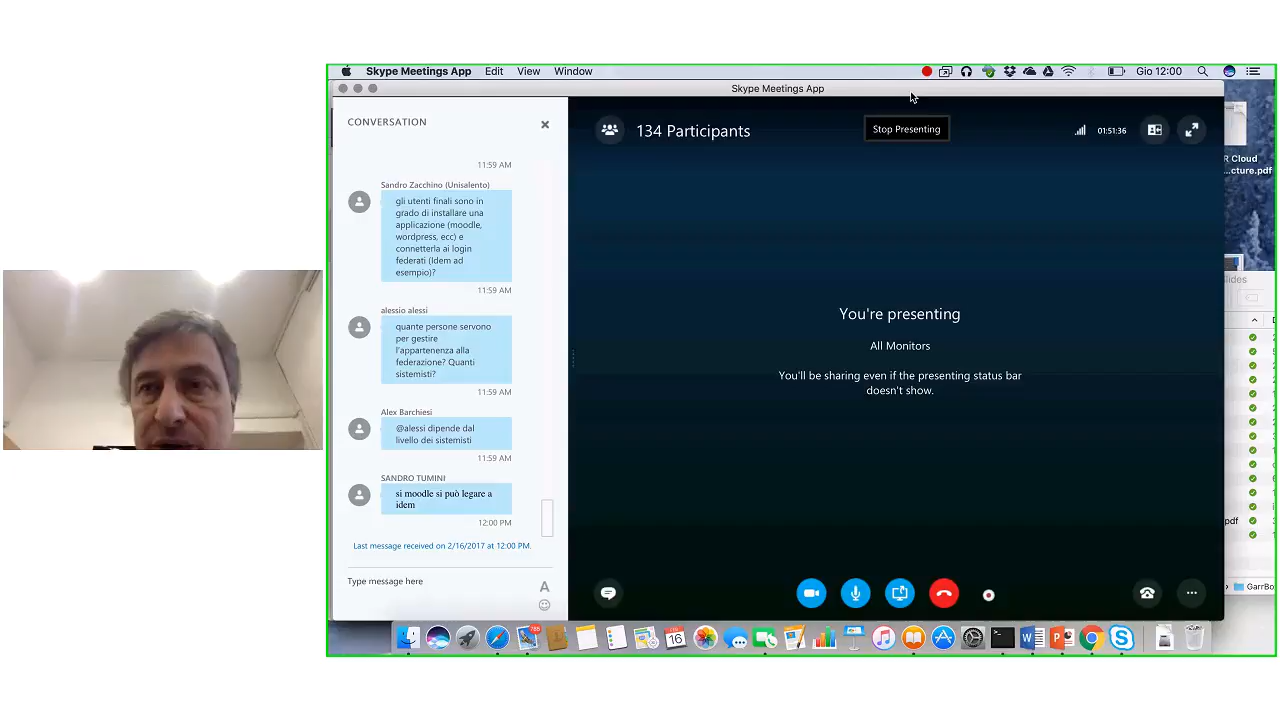 Skype Meetings App Edit View Window
Gio 12:00
Skype Meetings App
CONVERSATION
11:59 AM
Sandro Zacchino (Unisalento)
gli utenti finali sono in
grado di installare una
applicazione (moodle,
wordpress, ecc) e
connetterla ai login
federati (Idem ad
esempio)?
11:59 AM
alessio alessi
quante persone servono
per gestire
l'appartenenza alla
federazione? Quanti
sistemisti?
11:59 AM
Alex Barchiesi
@alessi dipende dal
livello dei sistemisti
11:59 AM
SANDRO TUMINI
si moodle si può legare a
idem
12:00 PM
Last message received on 2/16/2017 at 12:00 PM.
Type message here
A
134 Participants
Stop Presenting
01:51:36
You're presenting
All Monitors
You'll be sharing even if the presenting status bar
doesn't show.
R Cloud
...cture.pdf
lides
pdf
GarrBo
16